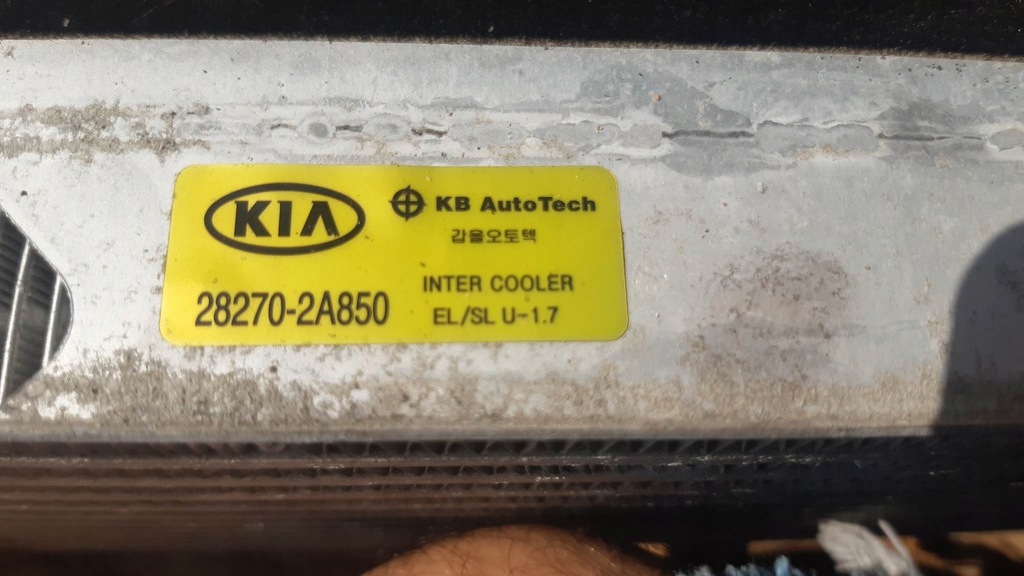 KIA
KB AutoTech
갑을오토텍
INTER COOLER
28270-2A850
EL/SL U-1.7